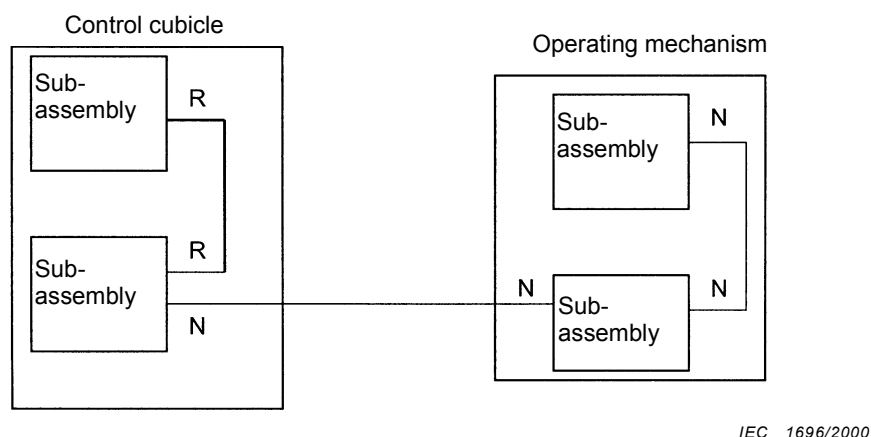 Control cubicle
Operating mechanism
Sub-
assembly
R
Sub-
assembly
N
R
Sub-
assembly
N
N
Sub-
assembly
N
IEC 1696/2000